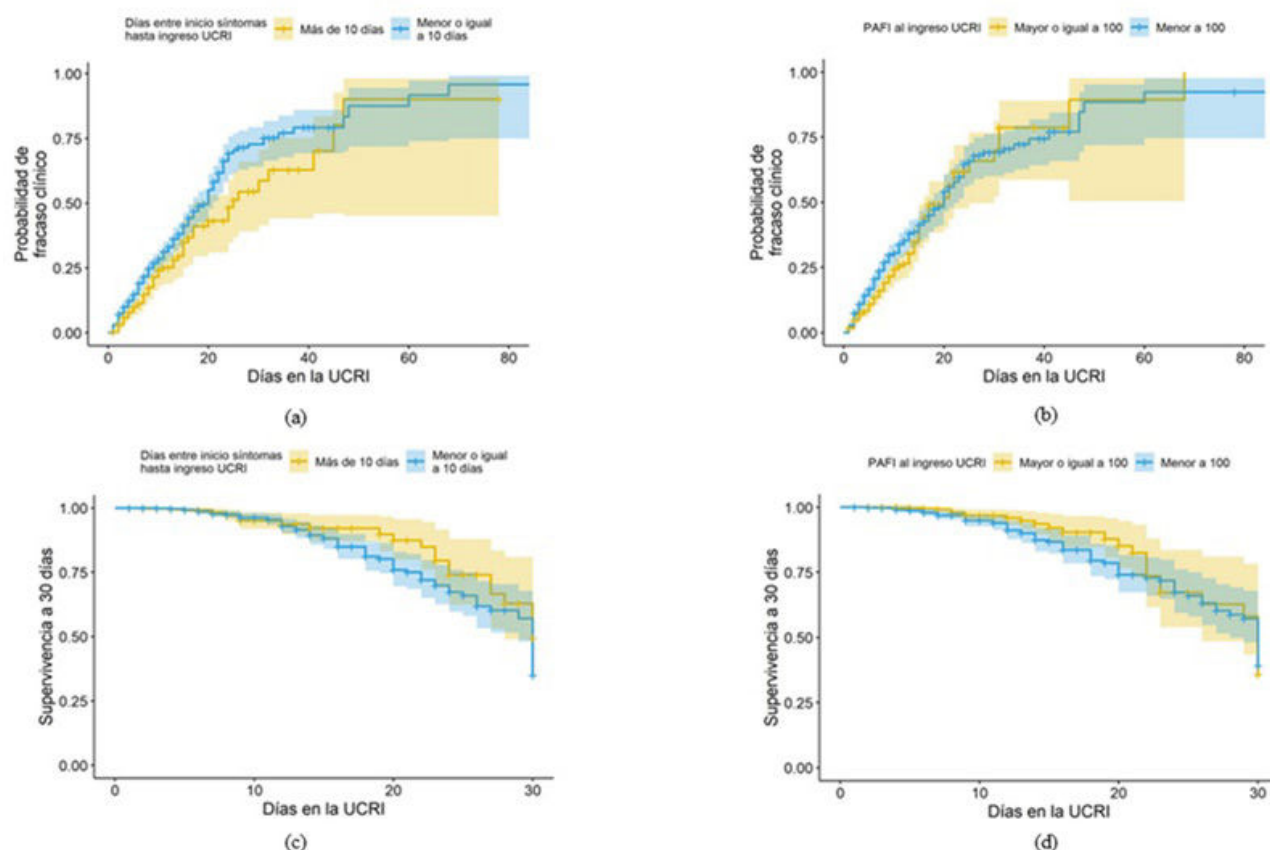 Días entre inicio síntomas
hasta ingreso UCRI
Más de 10 días
Menor o igual
a 10 días
1.00
0.75
0.50
0.25
0.00
Probabilidad de
fracaso clínico
0 20 40 60 80
Días en la UCRI
(a)
PAFI al ingreso UCRI
Mayor o igual a 100
Menor a 100
1.00
0.75
0.50
0.25
0.00
Probabilidad de
fracaso clínico
0 20 40 60 80
Días en la UCRI
(b)
Días entre inicio síntomas
hasta ingreso UCRI
Más de 10 días
Menor o igual
a 10 días
1.00
0.75
0.50
0.25
0.00
Supervivencia a 30 días
0 10 20 30
Días en la UCRI
(c)
PAFI al ingreso UCRI
Mayor o igual a 100
Menor a 100
1.00
0.75
0.50
0.25
0.00
Supervivencia a 30 días
0 10 20 30
Días en la UCRI
(d)